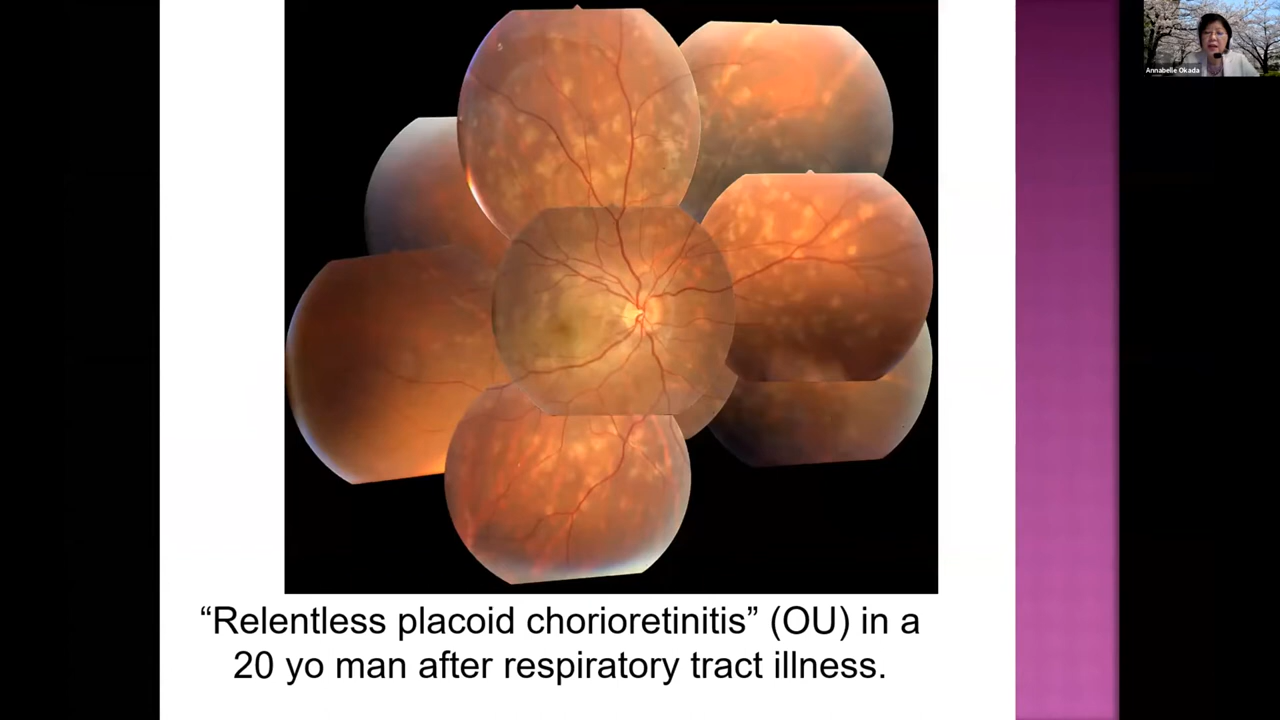 Annabelle Okada
“Relentless placoid chorioretinitis” (OU) in a
20 yo man after respiratory tract illness.